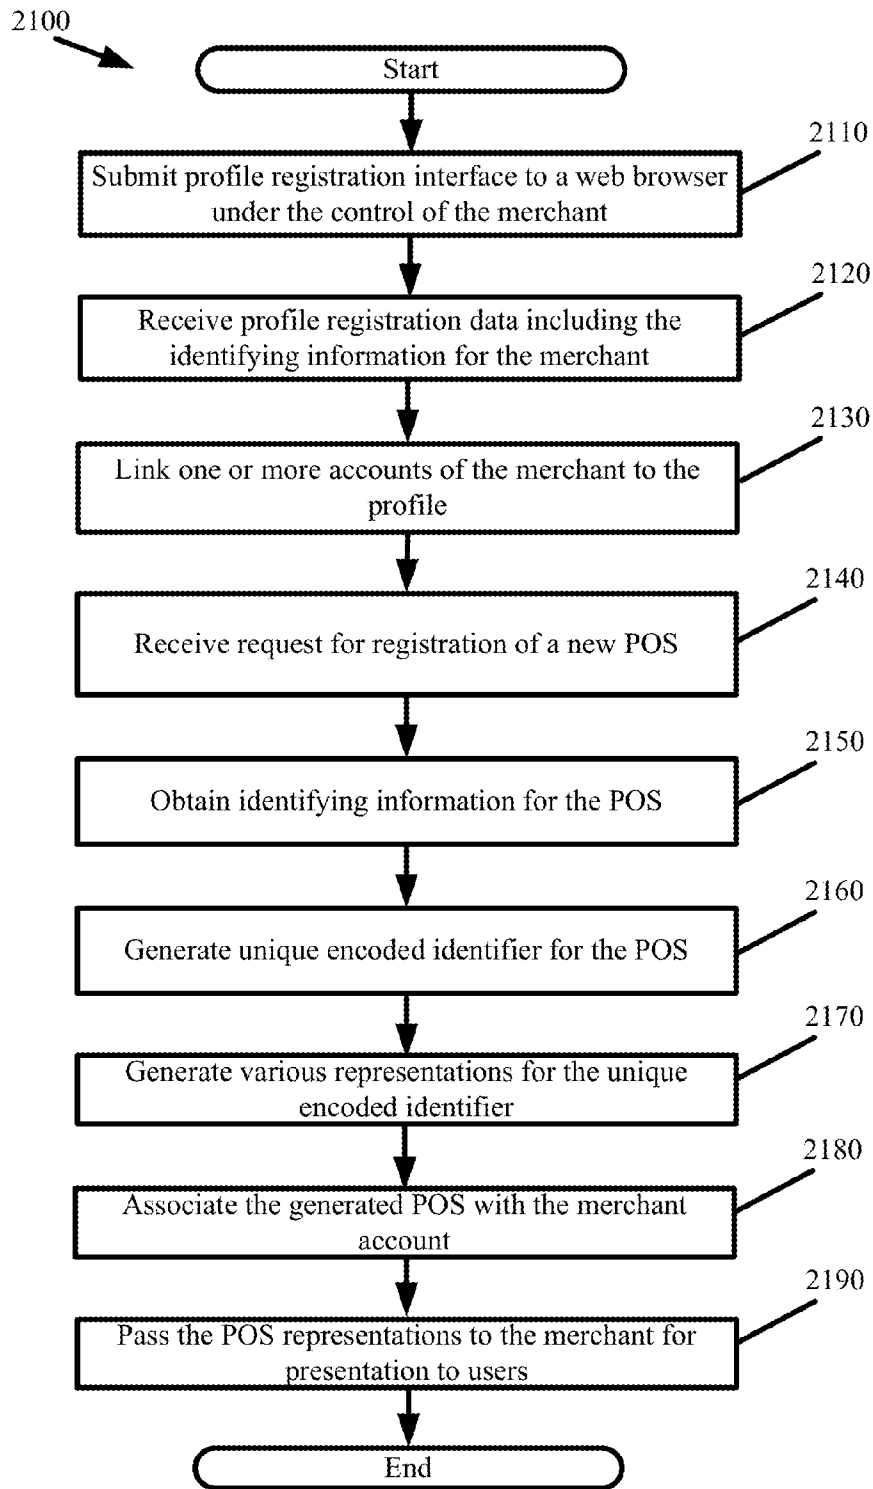 2100
Start
2110
Submit profile registration interface to a web browser
under the control of the merchant
2120
Receive profile registration data including the
identifying information for the merchant
2130
Link one or more accounts of the merchant to the
profile
2140
Receive request for registration of a new POS
2150
Obtain identifying information for the POS
2160
Generate unique encoded identifier for the POS
2170
Generate various representations for the unique
encoded identifier
2180
Associate the generated POS with the merchant
account
2190
Pass the POS representations to the merchant for
presentation to users
End